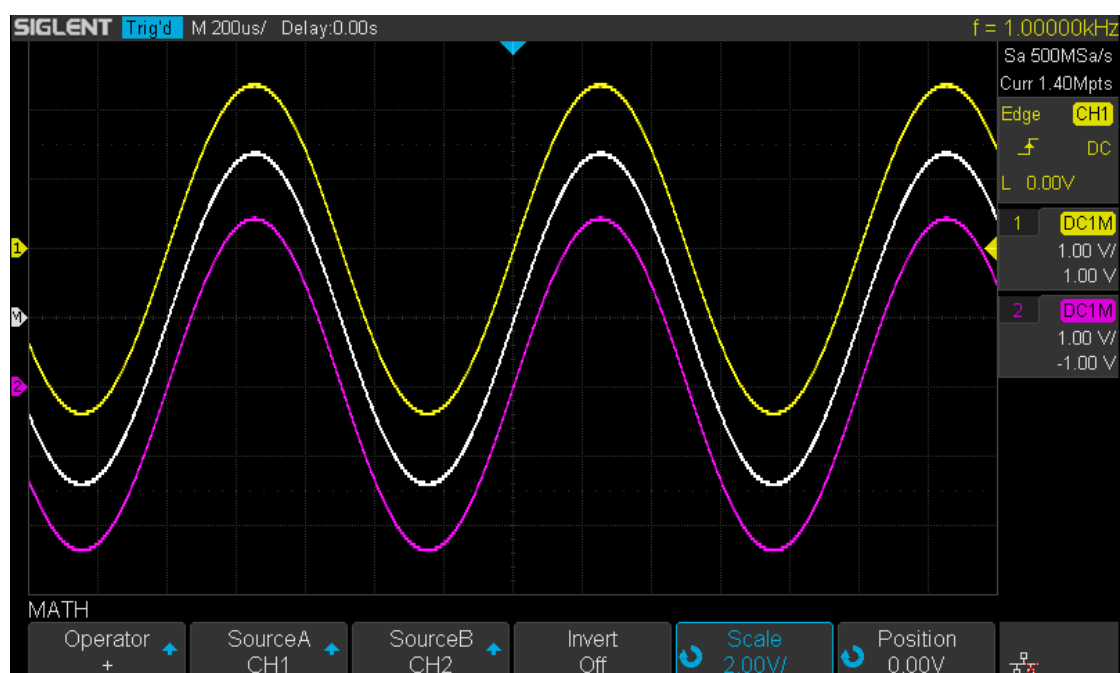 SIGLENT Trig'd M 200us/ Delay:0.00s f = 1.00000kHz
Sa 500MSa/s
Curr 1.40Mpts
Edge CH1
DC
L 0.00V
1 DC1M
1.00 V/
1.00 V
2 DC1M
1.00 V/
-1.00 V
1
M
2
MATH
Operator SourceA SourceB Invert Scale Position
+ CH1 CH2 Off 2.00V/ 0.00V